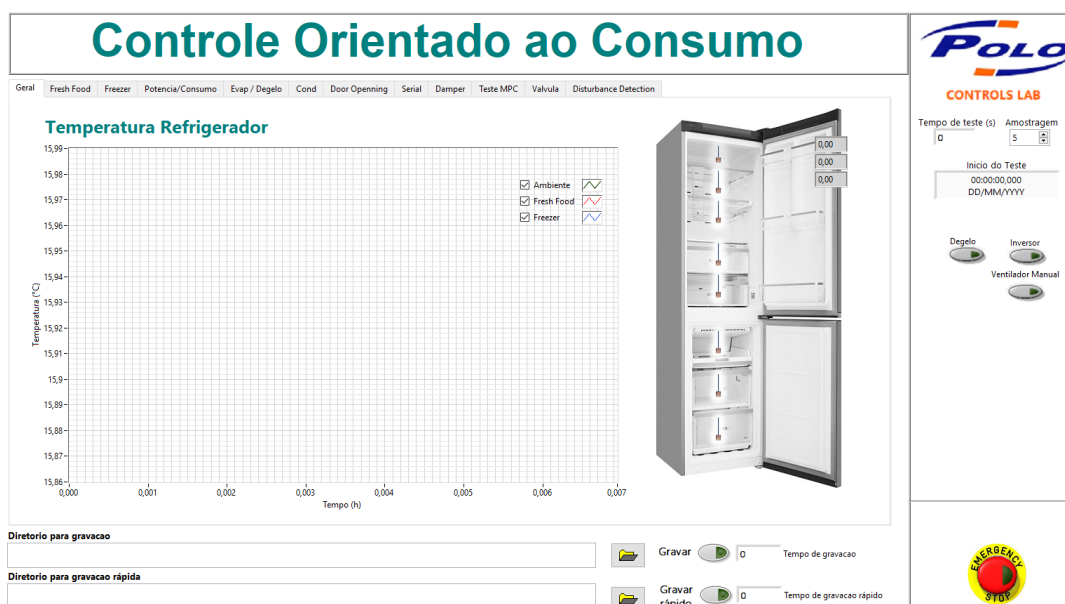 Controle Orientado ao Consumo
POLO
CONTROLS LAB
Geral Fresh Food Freezer Potencia/Consumo Evap / Degelo Cond Door Openning Serial Damper Teste MPC Valvula Disturbance Detection
Temperatura Refrigerador
15,99
15,98
15,97
15,96
15,95
15,94
15,93
15,92
15,91
15,9
15,89
15,88
15,87
15,86
Temperatura (°C)
0,000 0,001 0,002 0,003 0,004 0,005 0,006 0,007
Tempo (h)
Ambiente
Fresh Food
Freezer
0,00
0,00
0,00
Tempo de teste (s) Amostragem
0 5
Inicio do Teste
00:00:00,000
DD/MM/YYYY
Degelo Inversor
Ventilador Manual
Diretorio para gravacao
Gravar 0 Tempo de gravacao
Diretorio para gravacao rápida
Gravar
rápido 0 Tempo de gravacao rápido
EMERGENCY
STOP